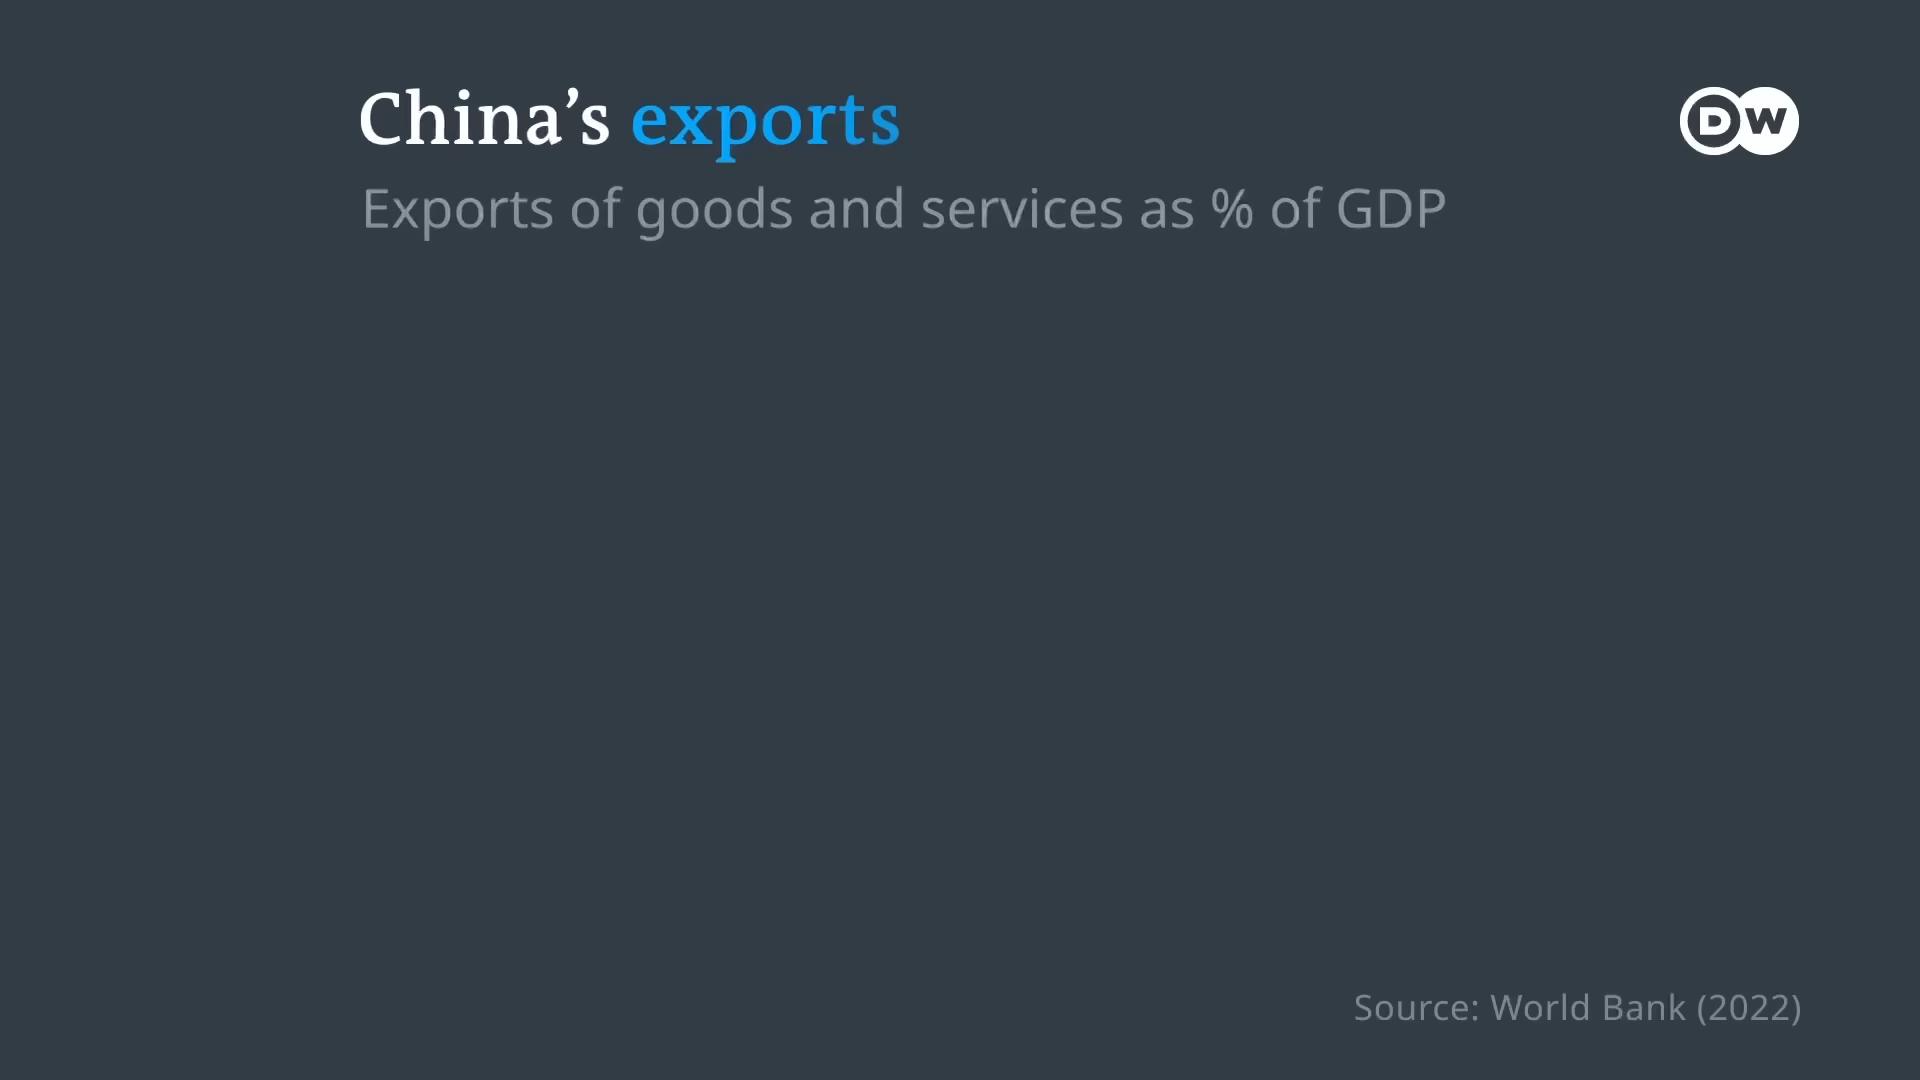 China’s exports
DW
Exports of goods and services as % of GDP
Source: World Bank (2022)